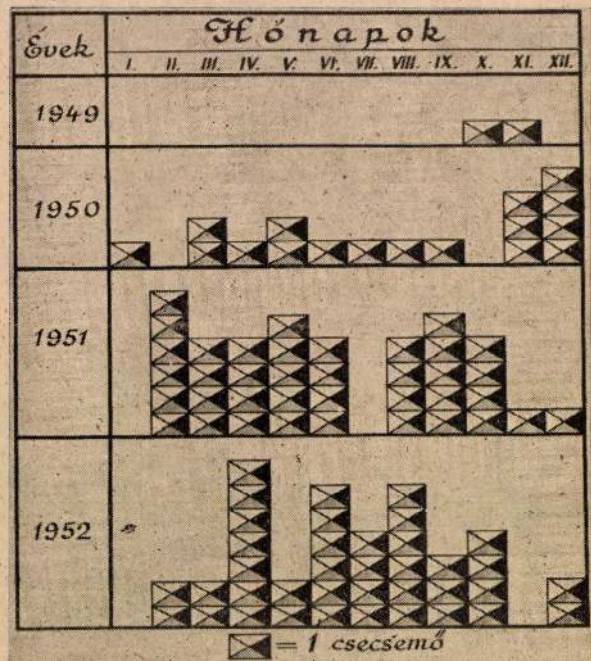 Évek
Hónapok
I. II. III. IV. V. VI. VII. VIII. IX. X. XI. XII.
1949
1950
1951
1952
= 1 csecsemő